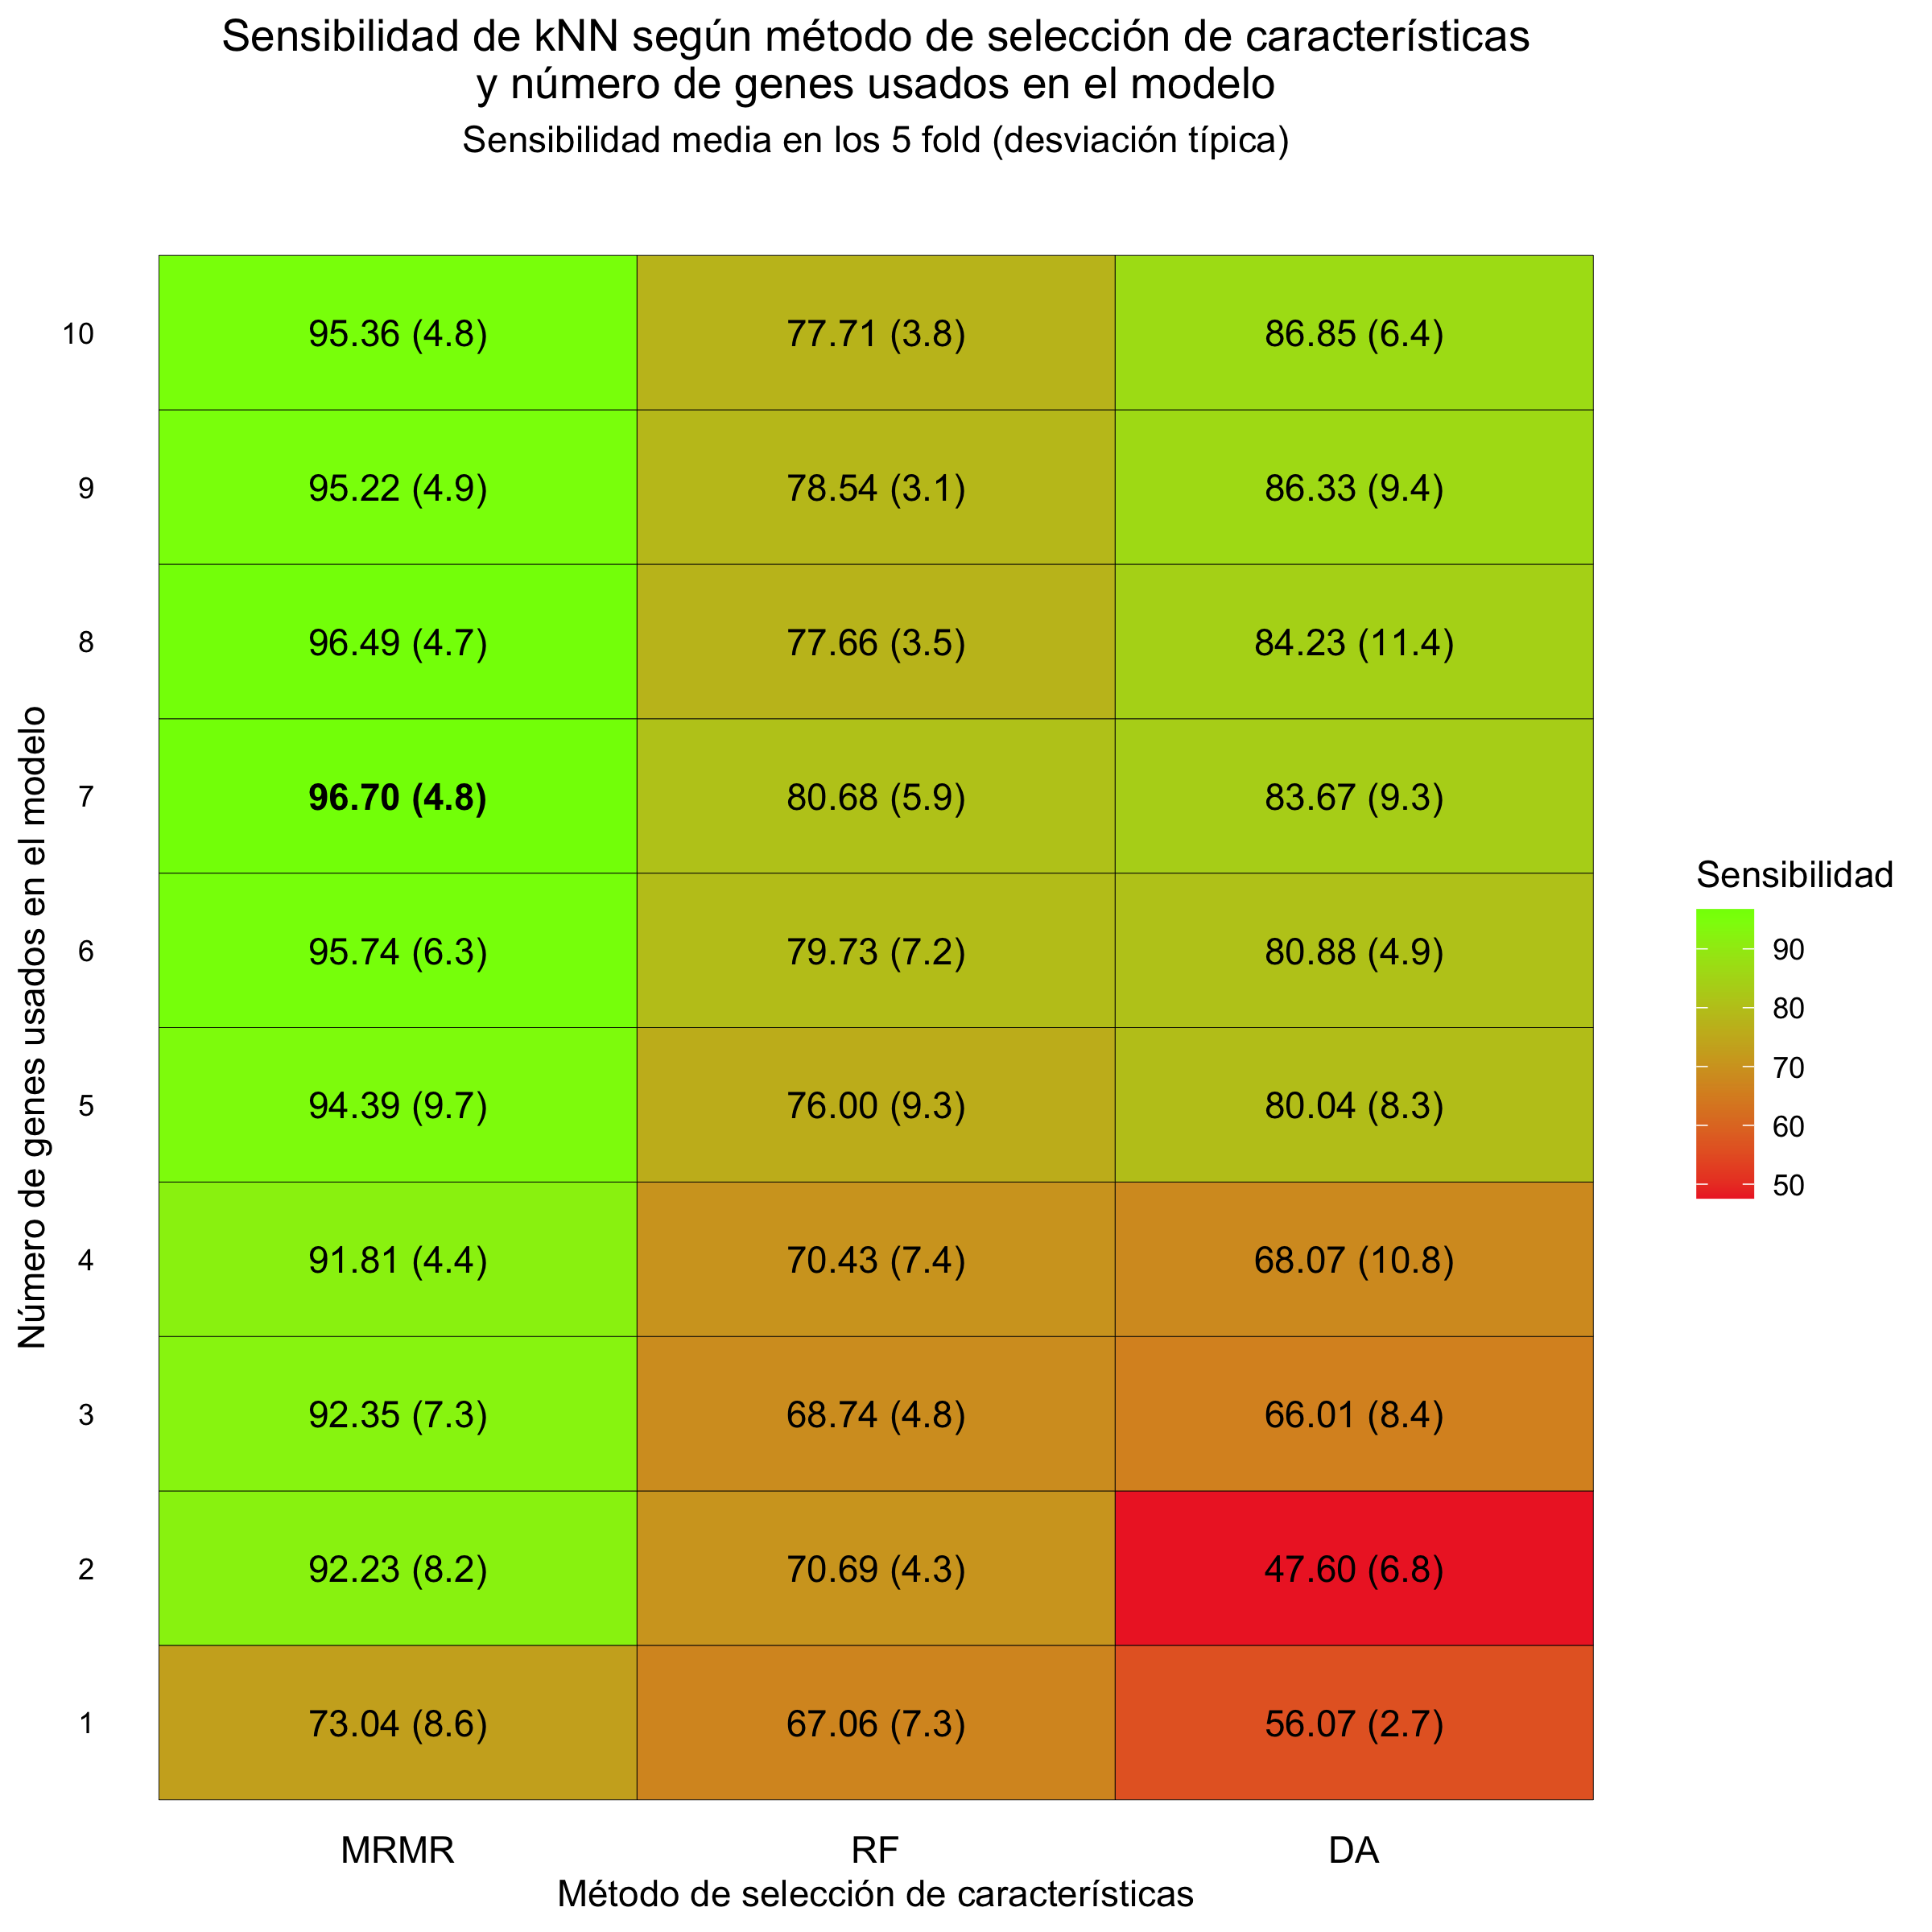 Sensibilidad de kNN según método de selección de características
y número de genes usados en el modelo
Sensibilidad media en los 5 fold (desviación típica)
Número de genes usados en el modelo
10 95.36 (4.8) 77.71 (3.8) 86.85 (6.4)
9 95.22 (4.9) 78.54 (3.1) 86.33 (9.4)
8 96.49 (4.7) 77.66 (3.5) 84.23 (11.4)
7 96.70 (4.8) 80.68 (5.9) 83.67 (9.3)
6 95.74 (6.3) 79.73 (7.2) 80.88 (4.9)
5 94.39 (9.7) 76.00 (9.3) 80.04 (8.3)
4 91.81 (4.4) 70.43 (7.4) 68.07 (10.8)
3 92.35 (7.3) 68.74 (4.8) 66.01 (8.4)
2 92.23 (8.2) 70.69 (4.3) 47.60 (6.8)
1 73.04 (8.6) 67.06 (7.3) 56.07 (2.7)
MRMR RF DA
Método de selección de características
Sensibilidad
90
80
70
60
50